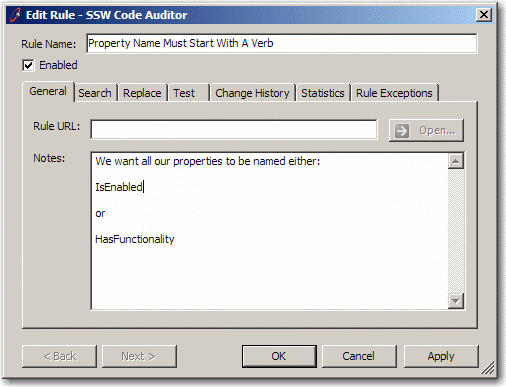 Edit Rule - SSW Code Auditor
Rule Name: Property Name Must Start With A Verb
Enabled
General Search Replace Test Change History Statistics Rule Exceptions
Rule URL: Open...
Notes: We want all our properties to be named either:
IsEnabled
or
HasFunctionality
< Back Next > OK Cancel Apply